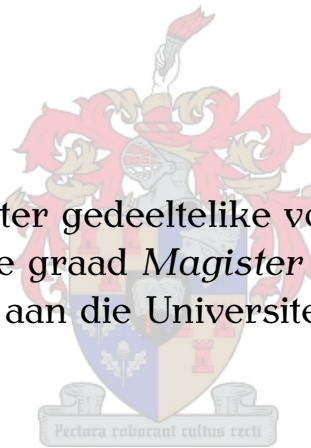 ter gedeeltelike vo
e graad Magister
aan die Universite
Pectora roborant cultus recti